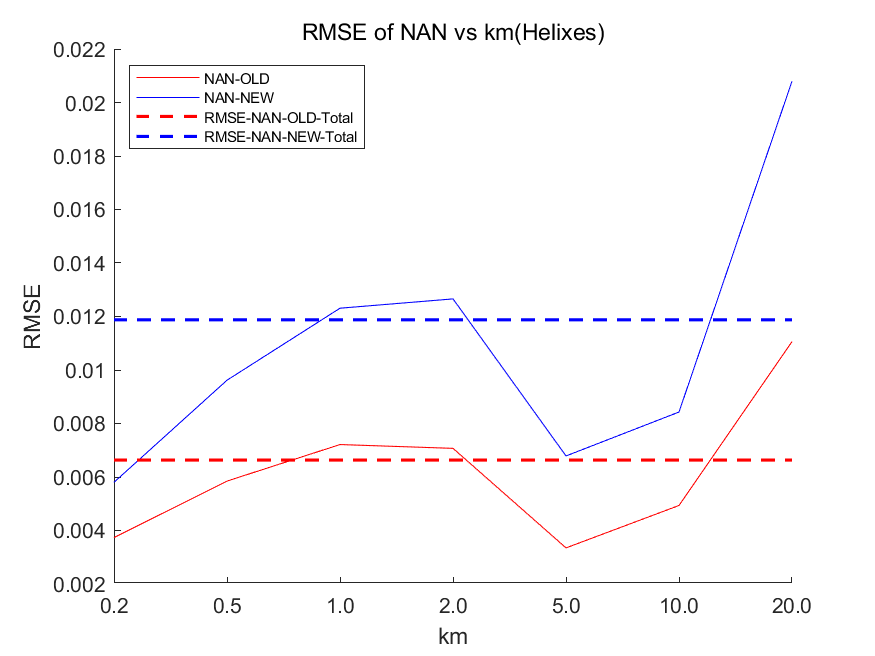 RMSE of NAN vs km(Helixes)
0.022
NAN-OLD
NAN-NEW
RMSE-NAN-OLD-Total
RMSE-NAN-NEW-Total
0.02
0.018
0.016
0.014
0.012
0.01
0.008
0.006
0.004
0.002
RMSE
0.2 0.5 1.0 2.0 5.0 10.0 20.0
km